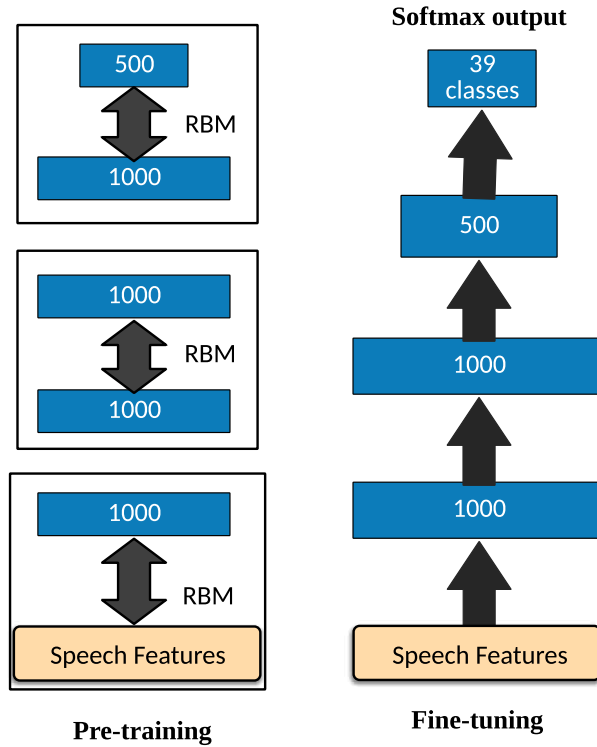 500
RBM
1000
1000
RBM
1000
1000
RBM
Speech Features
Pre-training
Softmax output
39
classes
500
1000
1000
Speech Features
Fine-tuning